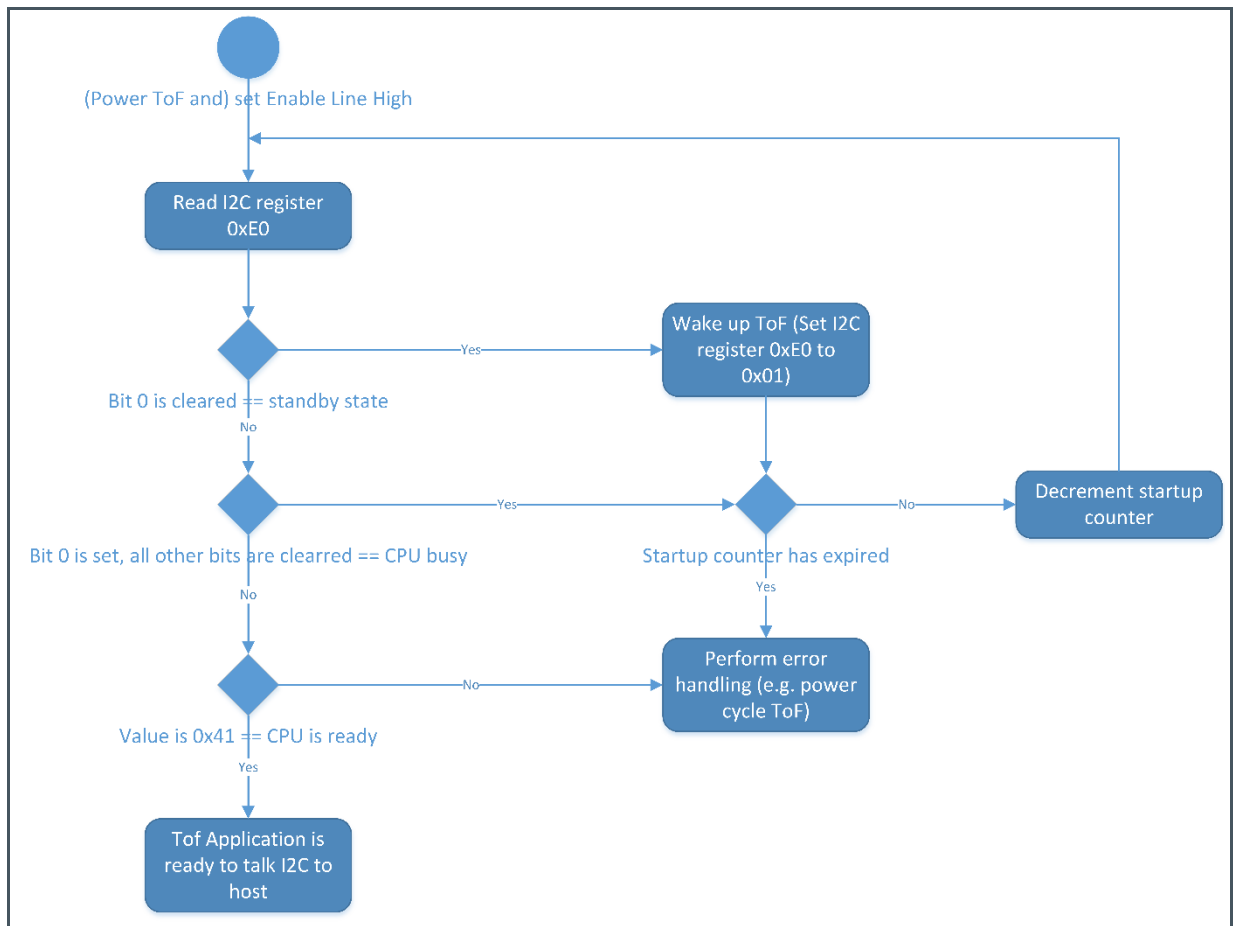 (Power ToF and) set Enable Line High
Read I2C register
0xE0
Wake up ToF (Set I2C
register 0xE0 to
0x01)
Yes
Bit 0 is cleared == standby state
No
Decrement startup
counter
Yes
No
Bit 0 is set, all other bits are clearred == CPU busy
Startup counter has expired
No
Yes
Perform error
handling (e.g. power
cycle ToF)
No
Value is 0x41 == CPU is ready
Yes
Tof Application is
ready to talk I2C to
host